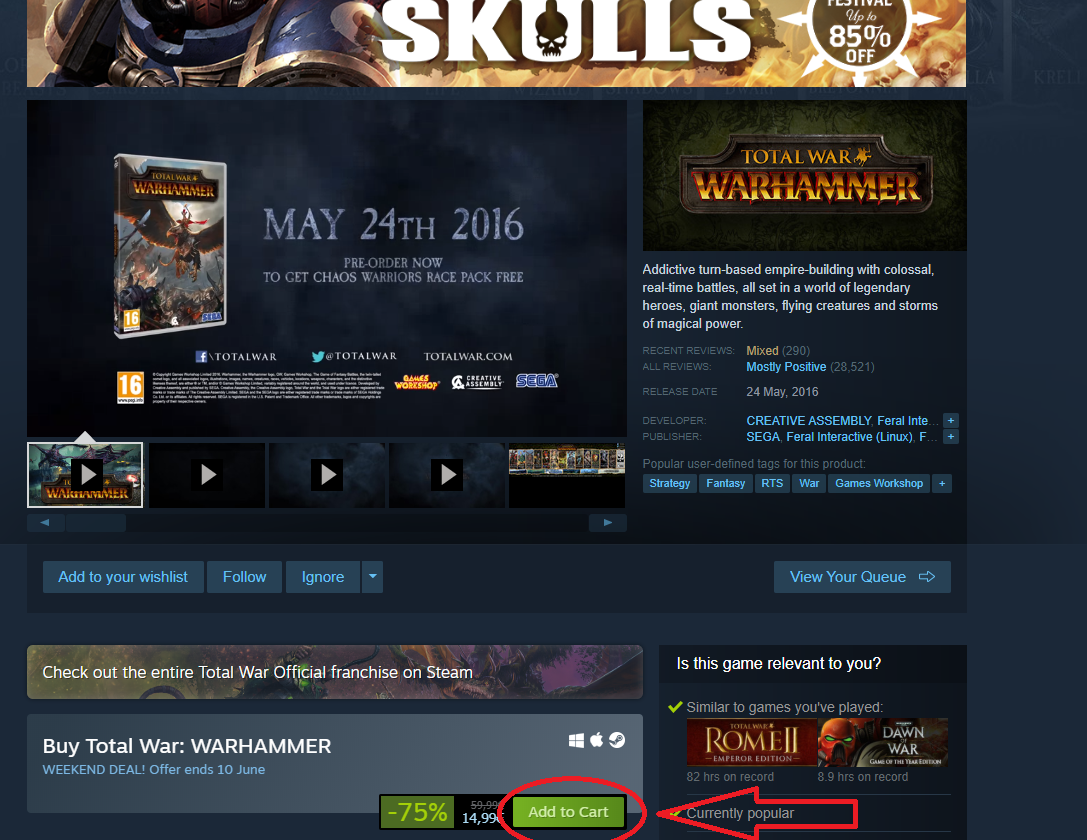 SKULLS
FESTIVAL
Up to
85%
OFF
TOTAL WAR
WARHAMMER
16
SEGA
MAY 24TH 2016
PRE-ORDER NOW
TO GET CHAOS WARRIORS RACE PACK FREE
\TOTALWAR @TOTALWAR TOTALWAR.COM
16
GAMES WORKSHOP CREATIVE ASSEMBLY SEGA
WARHAMMER
TOTAL WAR
WARHAMMER
Addictive turn-based empire-building with colossal,
real-time battles, all set in a world of legendary
heroes, giant monsters, flying creatures and storms
of magical power.
RECENT REVIEWS: Mixed (290)
ALL REVIEWS: Mostly Positive (28,521)
RELEASE DATE 24 May, 2016
DEVELOPER: CREATIVE ASSEMBLY, Feral Inte... +
PUBLISHER: SEGA, Feral Interactive (Linux), F... +
Popular user-defined tags for this product:
Strategy Fantasy RTS War Games Workshop +
Add to your wishlist Follow Ignore View Your Queue
Check out the entire Total War Official franchise on Steam
Buy Total War: WARHAMMER
WEEKEND DEAL! Offer ends 10 June
-75% 59,99€ 14,99€ Add to Cart
Is this game relevant to you?
Similar to games you've played:
TOTAL WAR
ROME II
EMPEROR EDITION
DAWN
OF
WAR
GAME OF THE YEAR EDITION
82 hrs on record 8.9 hrs on record
Currently popular